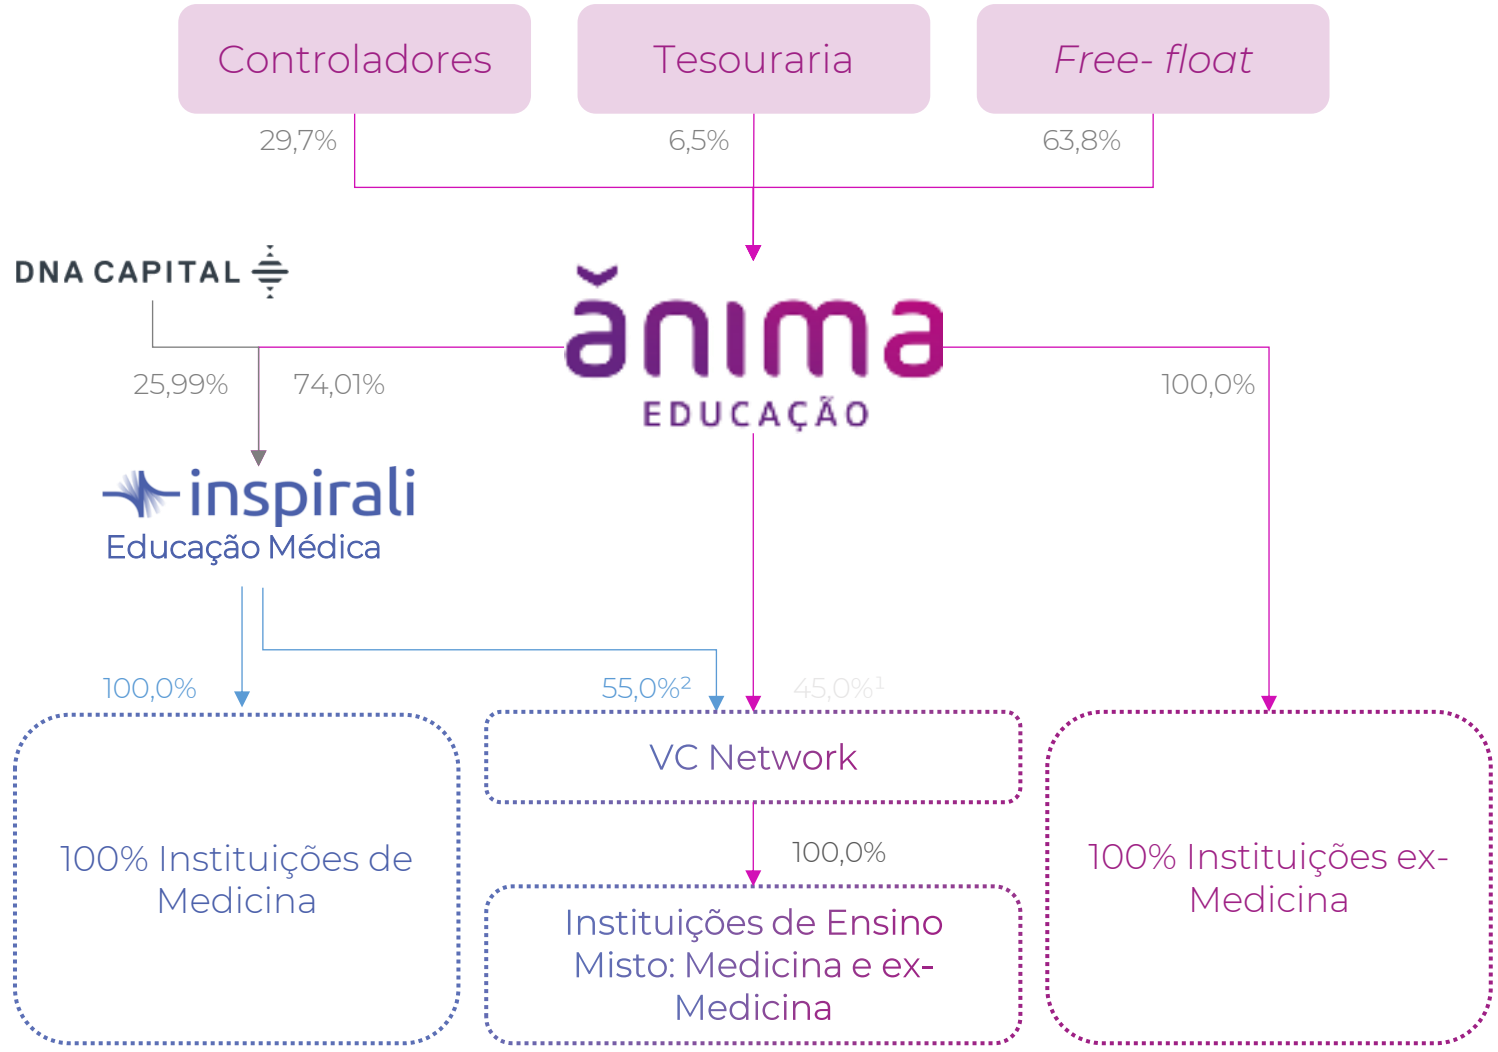 Controladores
Tesouraria
Free- float
29,7%
6,5%
63,8%
DNA CAPITAL
ănıma
EDUCAÇÃO
25,99%
74,01%
100,0%
inspirali
Educação Médica
100,0%
55,0%²
45,0%¹
VC Network
100,0%
100% Instituições de
Medicina
100% Instituições ex-
Medicina
Instituições de Ensino
Misto: Medicina e ex-
Medicina